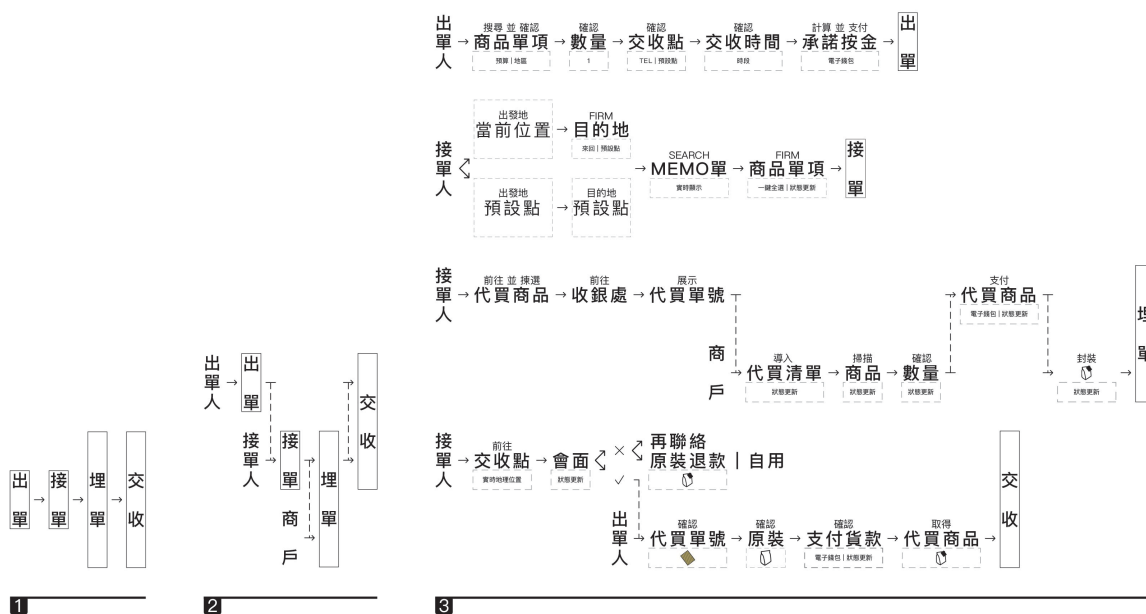 出單
接單
埋單
交收
1
出單人
出單
接單人
接單
商戶
埋單
交收
2
出單人
搜尋 並 確認
商品單項
預算 | 地區
確認
數量
1
確認
交收點
TEL | 預設點
確認
交收時間
時段
計算 並 支付
承諾按金
電子錢包
出單
接單人
出發地
當前位置
FIRM
目的地
來回 | 預設點
出發地
預設點
目的地
預設點
SEARCH
MEMO單
實時顯示
FIRM
商品單項
一鍵全選 | 狀態更新
接單
接單人
前往 並 揀選
代買商品
前往
收銀處
展示
代買單號
商戶
導入
代買清單
狀態更新
掃描
商品
狀態更新
確認
數量
狀態更新
支付
代買商品
電子錢包 | 狀態更新
封裝
狀態更新
埋單
接單人
前往
交收點
實時地理位置
會面
狀態更新
再聯絡
原裝退款 | 自用
出單人
確認
代買單號
確認
原裝
確認
支付貨款
電子錢包 | 狀態更新
取得
代買商品
交收
3